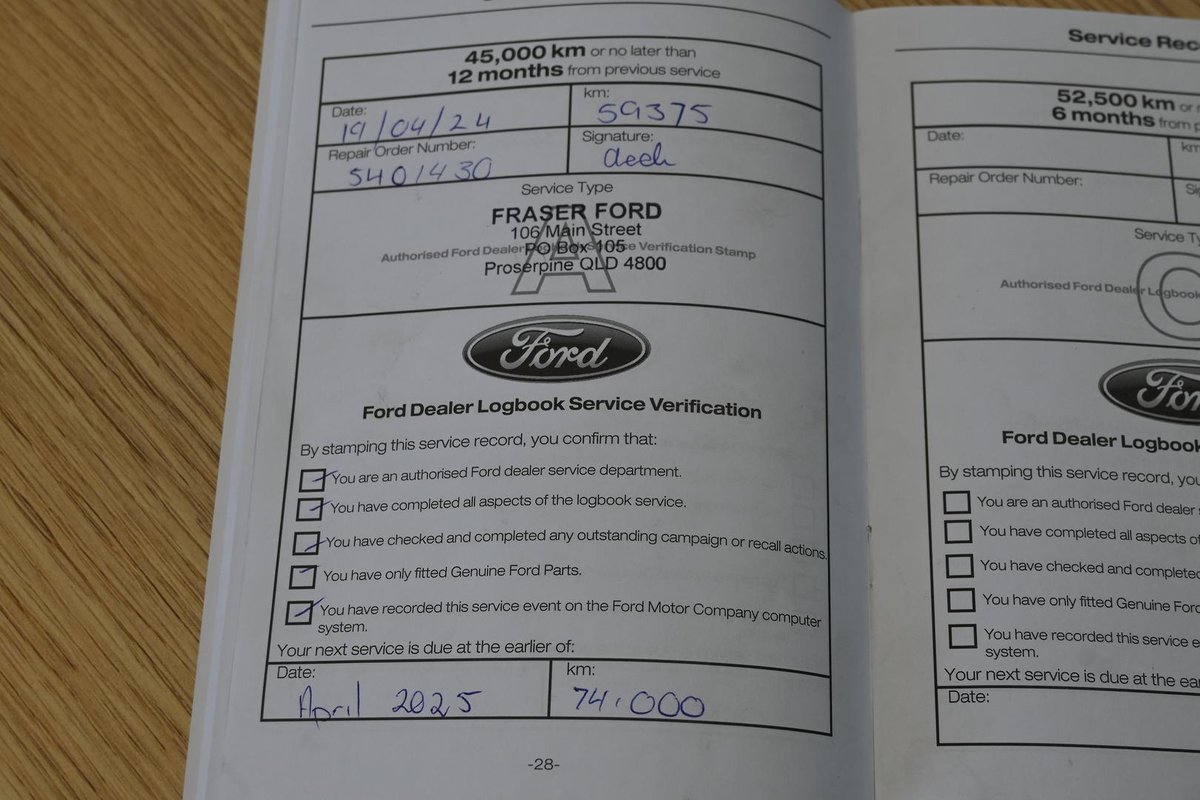 45,000 km or no later than
12 months from previous service
Date:
19/04/24
km:
59375
Repair Order Number:
5401430
Signature:
Service Type
FRASER FORD
106 Main Street
PO Box 105
Authorised Ford Dealer Service Verification Stamp
Proserpine QLD 4800
A
Ford
Ford Dealer Logbook Service Verification
By stamping this service record, you confirm that:
You are an authorised Ford dealer service department.
You have completed all aspects of the logbook service.
You have checked and completed any outstanding campaign or recall actions.
You have only fitted Genuine Ford Parts.
You have recorded this service event on the Ford Motor Company computer
system.
Your next service is due at the earlier of:
Date:
April 2025
km:
74.000
-28-
Service Rec
52,500 km or
6 months from
Date:
km
Repair Order Number:
Si
Service Ty
Authorised Ford Dealer Logbook
For
Ford Dealer Logbook
By stamping this service record, you
You are an authorised Ford dealer
You have completed all aspects of
You have checked and completed
You have only fitted Genuine Ford
You have recorded this service e
system.
Your next service is due at the ear
Date: